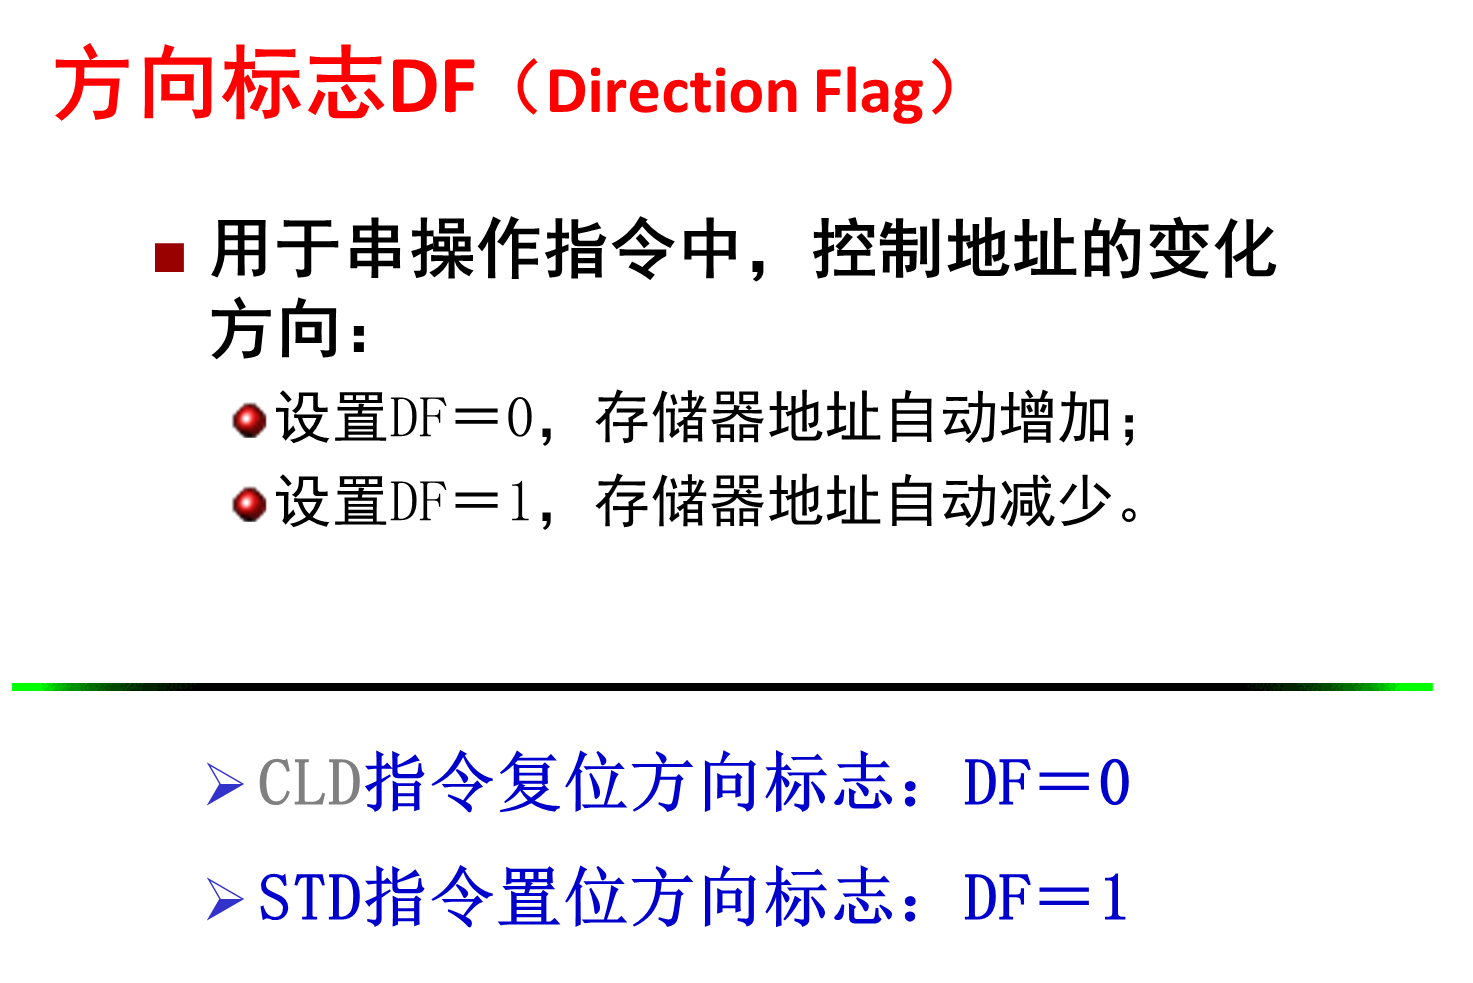 方向标志DF（Direction Flag）
用于串操作指令中，控制地址的变化
方向：
设置DF＝0，存储器地址自动增加；
设置DF＝1，存储器地址自动减少。
CLD指令复位方向标志：DF＝0
STD指令置位方向标志：DF＝1